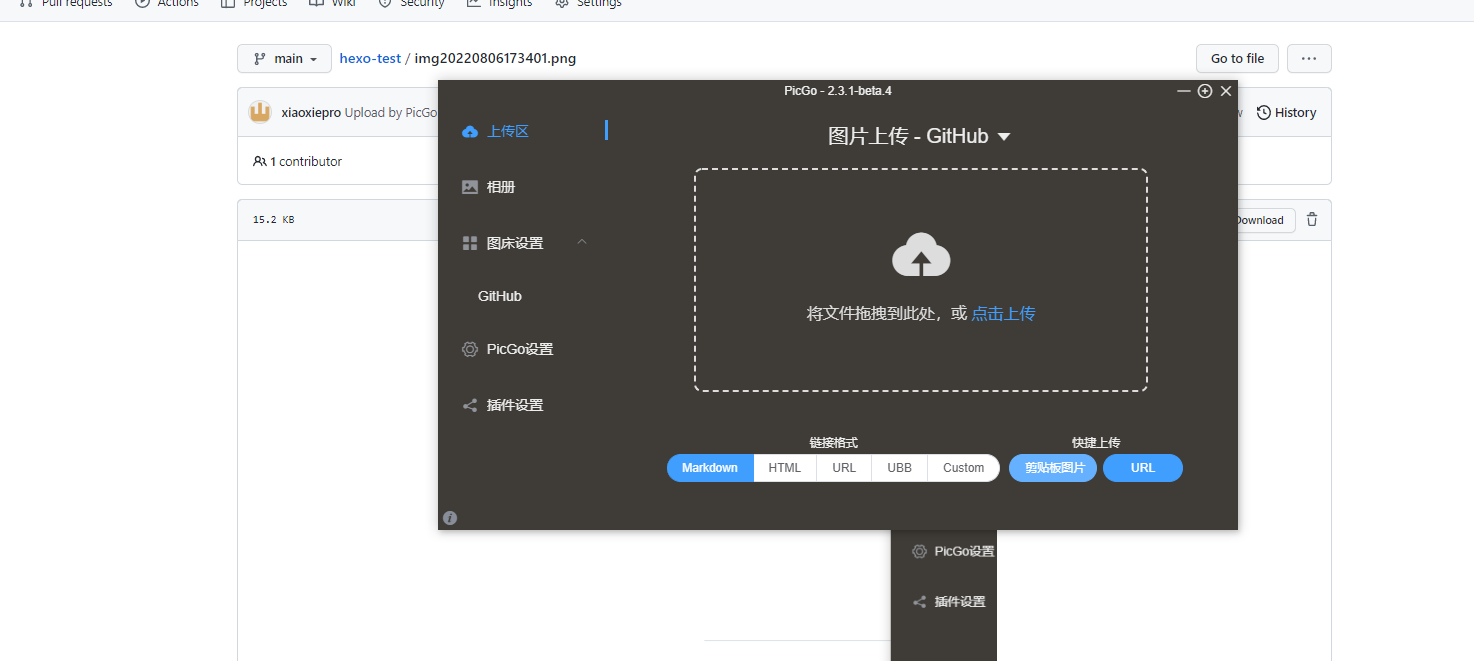 Pull requests Actions Projects Wiki Security Insights Settings
main hexo-test / img20220806173401.png Go to file ...
PicGo - 2.3.1-beta.4
xiaoxiepro Upload by PicGo History
上传区
图片上传 - GitHub
1 contributor
相册
15.2 KB Download
图床设置
GitHub
将文件拖拽到此处，或 点击上传
PicGo设置
插件设置
链接格式 快捷上传
Markdown HTML URL UBB Custom 剪贴板图片 URL
i
PicGo设置
插件设置